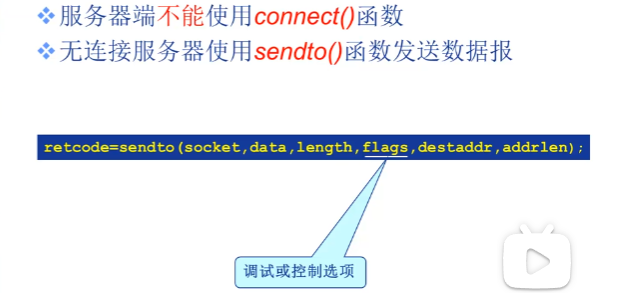 服务器端不能使用connect()函数
无连接服务器使用sendto()函数发送数据报
retcode=sendto(socket,data,length,flags,destaddr,addrlen);
调试或控制选项